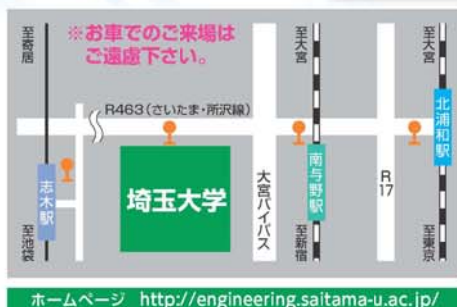 至寄居
※お車でのご来場は
ご遠慮下さい。
至大宮
至大宮
R463(さいたま・所沢線)
北浦和駅
志木駅
埼玉大学
大宮バイパス
南与野駅
R17
至池袋
至新宿
至東京
ホームページ http://engineering.saitama-u.ac.jp/